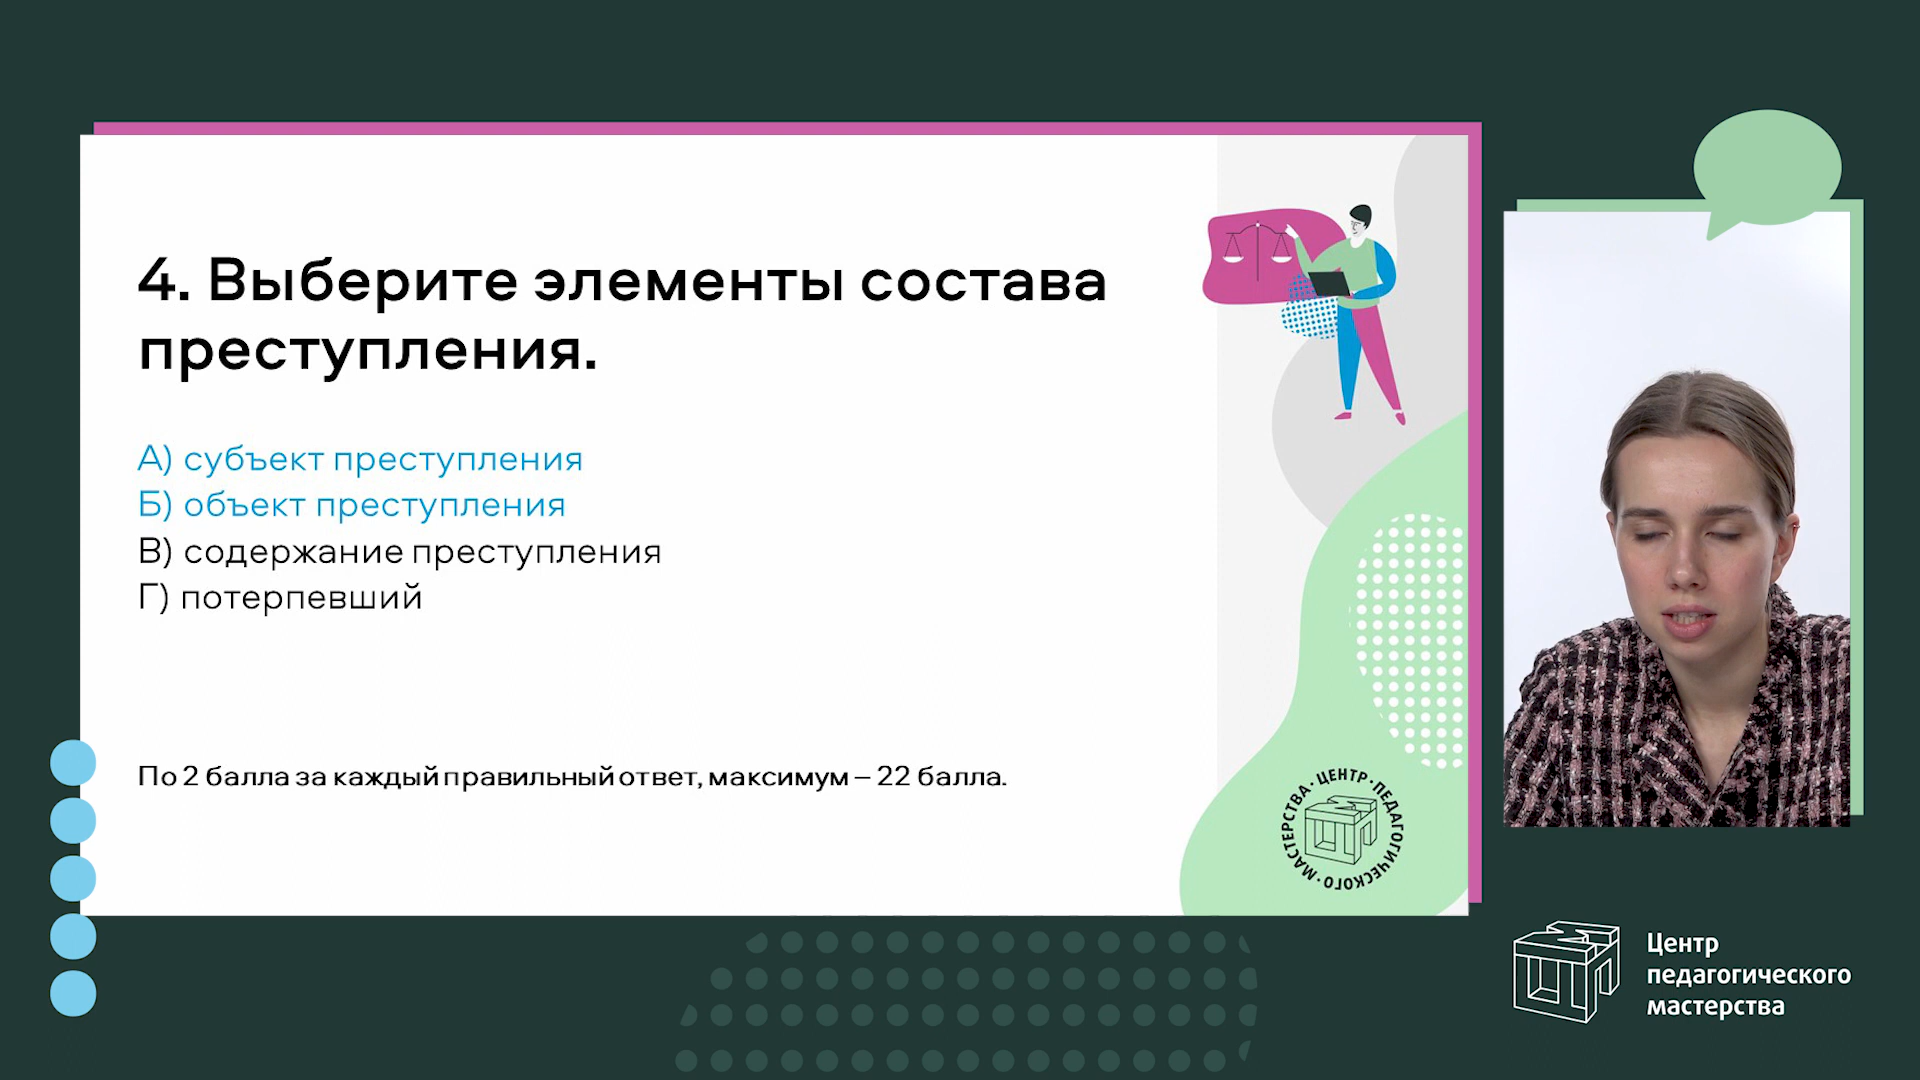 4. Выберите элементы состава
преступления.
А) субъект преступления
Б) объект преступления
В) содержание преступления
Г) потерпевший
По 2 балла за каждый правильный ответ, максимум – 22 балла.
ЦЕНТР · ПЕДАГОГИЧЕСКОГО · МАСТЕРСТВА ·
Центр
педагогического
мастерства